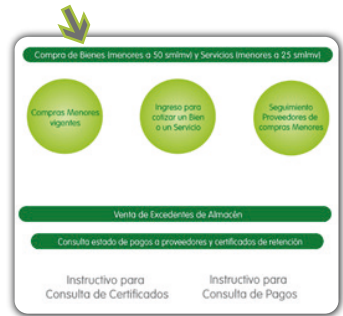 Compra de Bienes (menores a 50 smlmv) y Servicios (menores a 25 smlmv)
Compras Menores
vigentes
Ingreso para
cotizar un Bien
o un Servicio
Seguimiento
Proveedores de
compras Menores
Venta de Excedentes de Almacén
Consulta estado de pagos a proveedores y certificados de retención
Instructivo para
Consulta de Certificados
Instructivo para
Consulta de Pagos